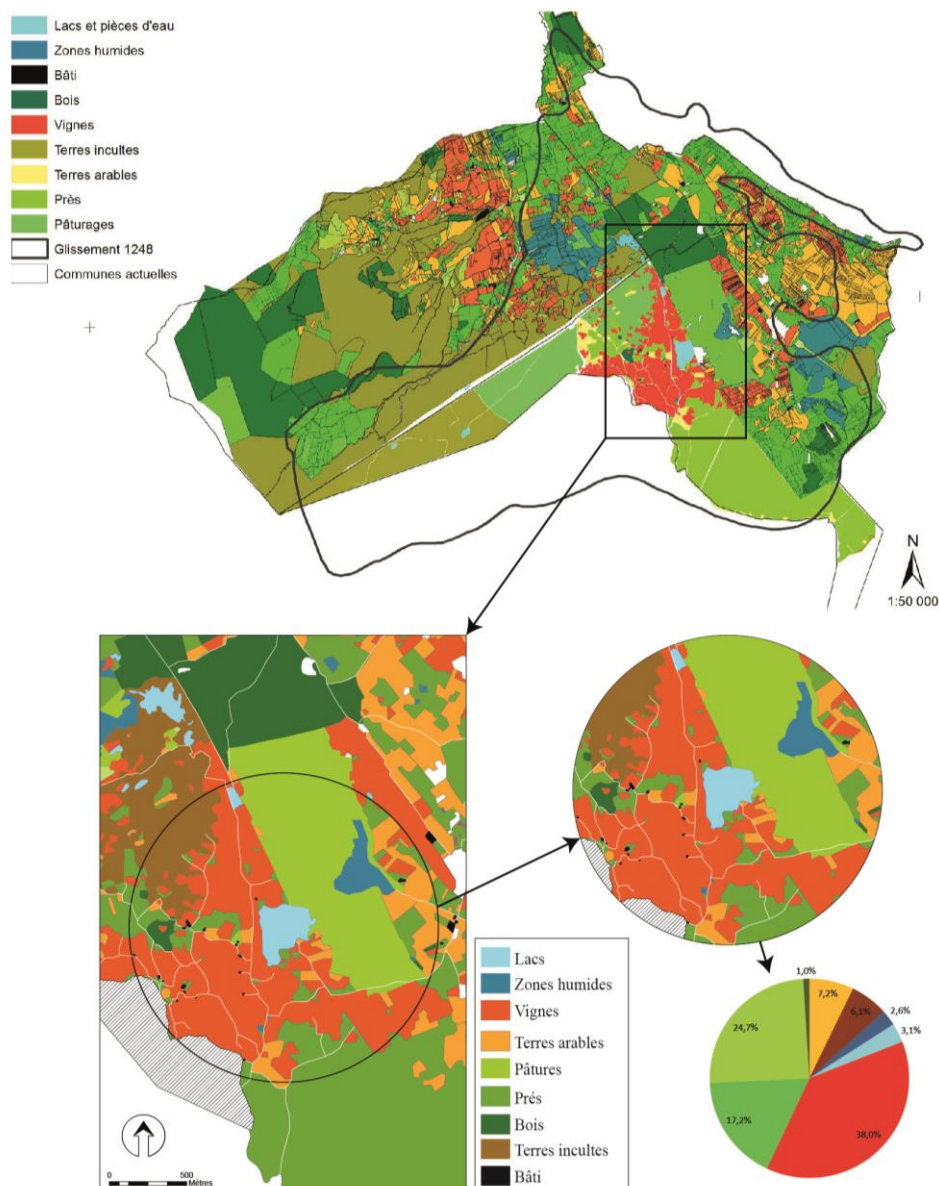 Lacs et pièces d'eau
Zones humides
Bâti
Bois
Vignes
Terres incultes
Terres arables
Près
Pâturages
Glissement 1248
Communes actuelles
N
1:50 000
Lacs
Zones humides
Vignes
Terres arables
Pâtures
Prés
Bois
Terres incultes
Bâti
0 500
Mètres
1,0%
7,2%
6,1%
2,6%
3,1%
38,0%
17,2%
24,7%